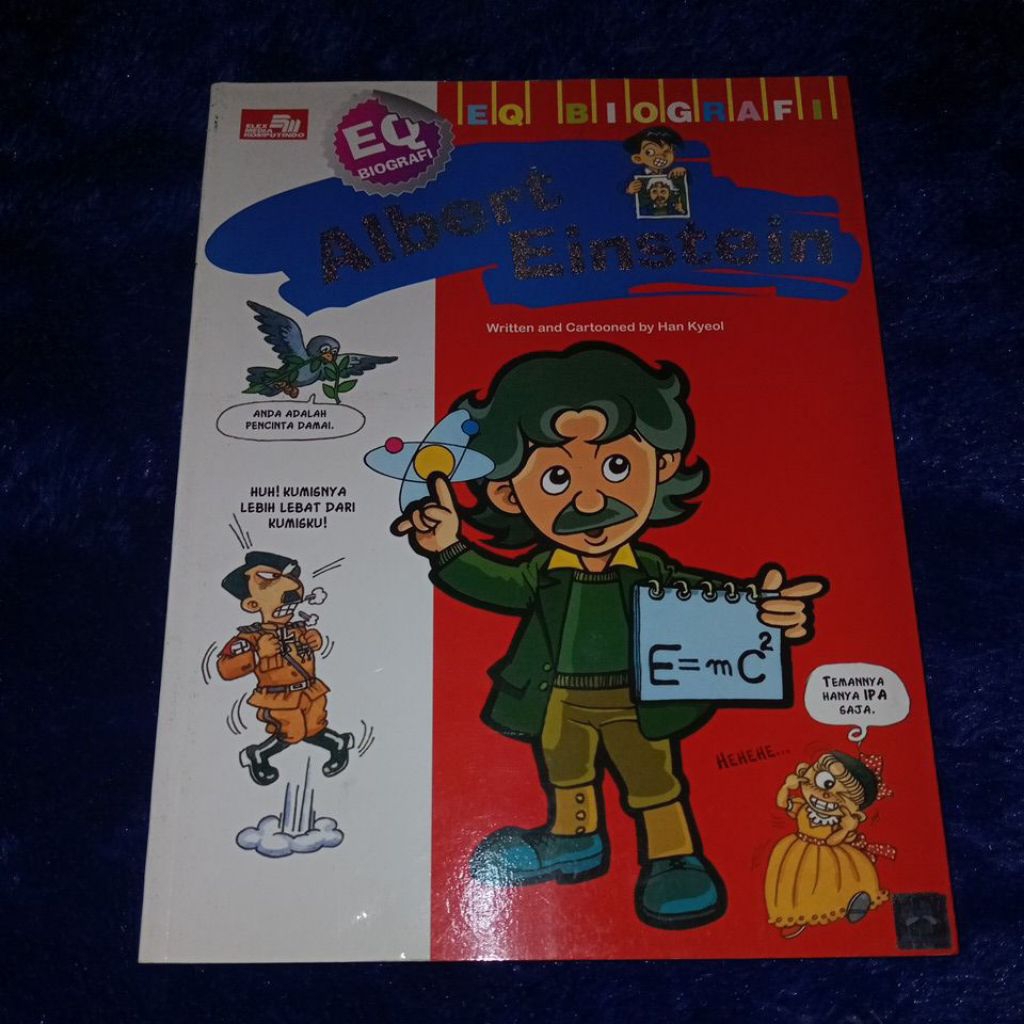 ELEX
MEDIA
KOMPUTINDO
EQ
BIOGRAFI
EQ BIOGRAFI
Albert
Einstein
Written and Cartooned by Han Kyeol
ANDA ADALAH
PENCINTA DAMAI.
HUH! KUMISNYA
LEBIH LEBAT DARI
KUMISKU!
E=mC²
TEMANNYA
HANYA IPA
SAJA.
HEHEHE...